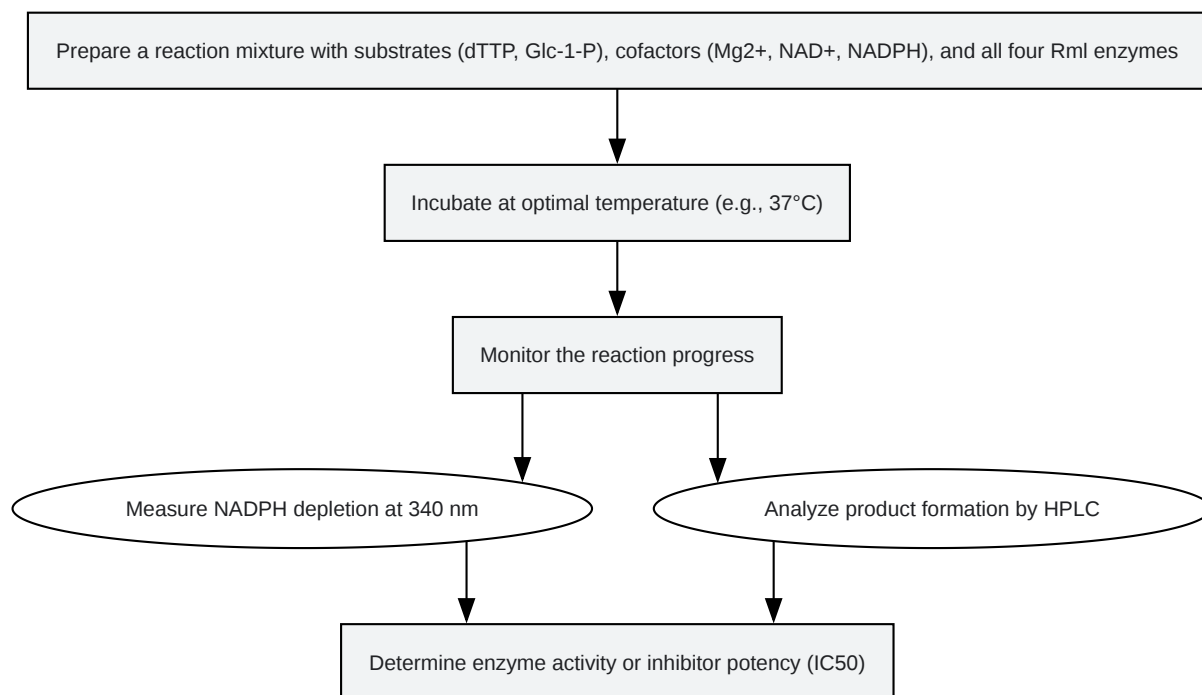 Prepare a reaction mixture with substrates (dTTP, Glc-1-P), cofactors (Mg2+, NAD+, NADPH), and all four Rml enzymes
Incubate at optimal temperature (e.g., 37°C)
Monitor the reaction progress
Measure NADPH depletion at 340 nm
Analyze product formation by HPLC
Determine enzyme activity or inhibitor potency (IC50)